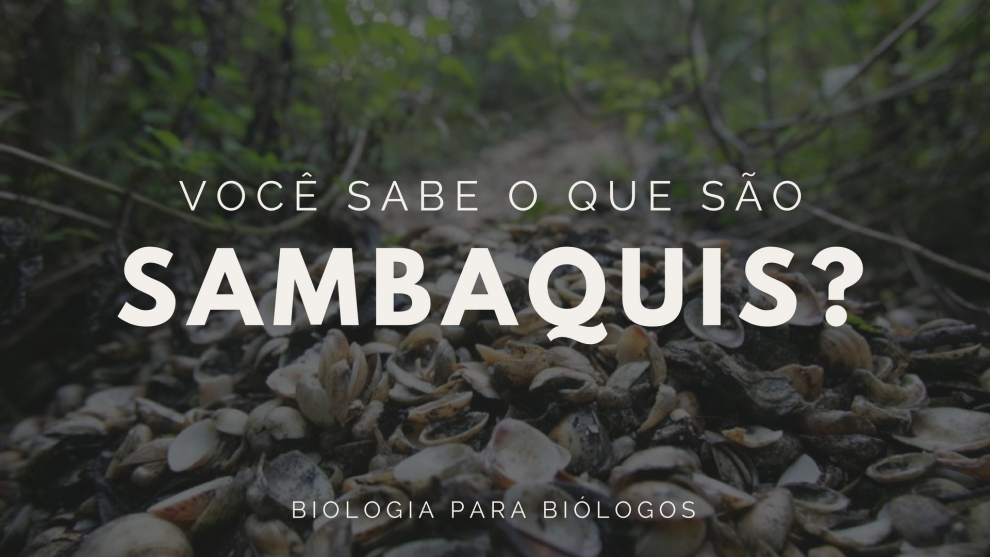 VOCÊ SABE O QUE SÃO
SAMBAQUIS?
BIOLOGIA PARA BIÓLOGOS